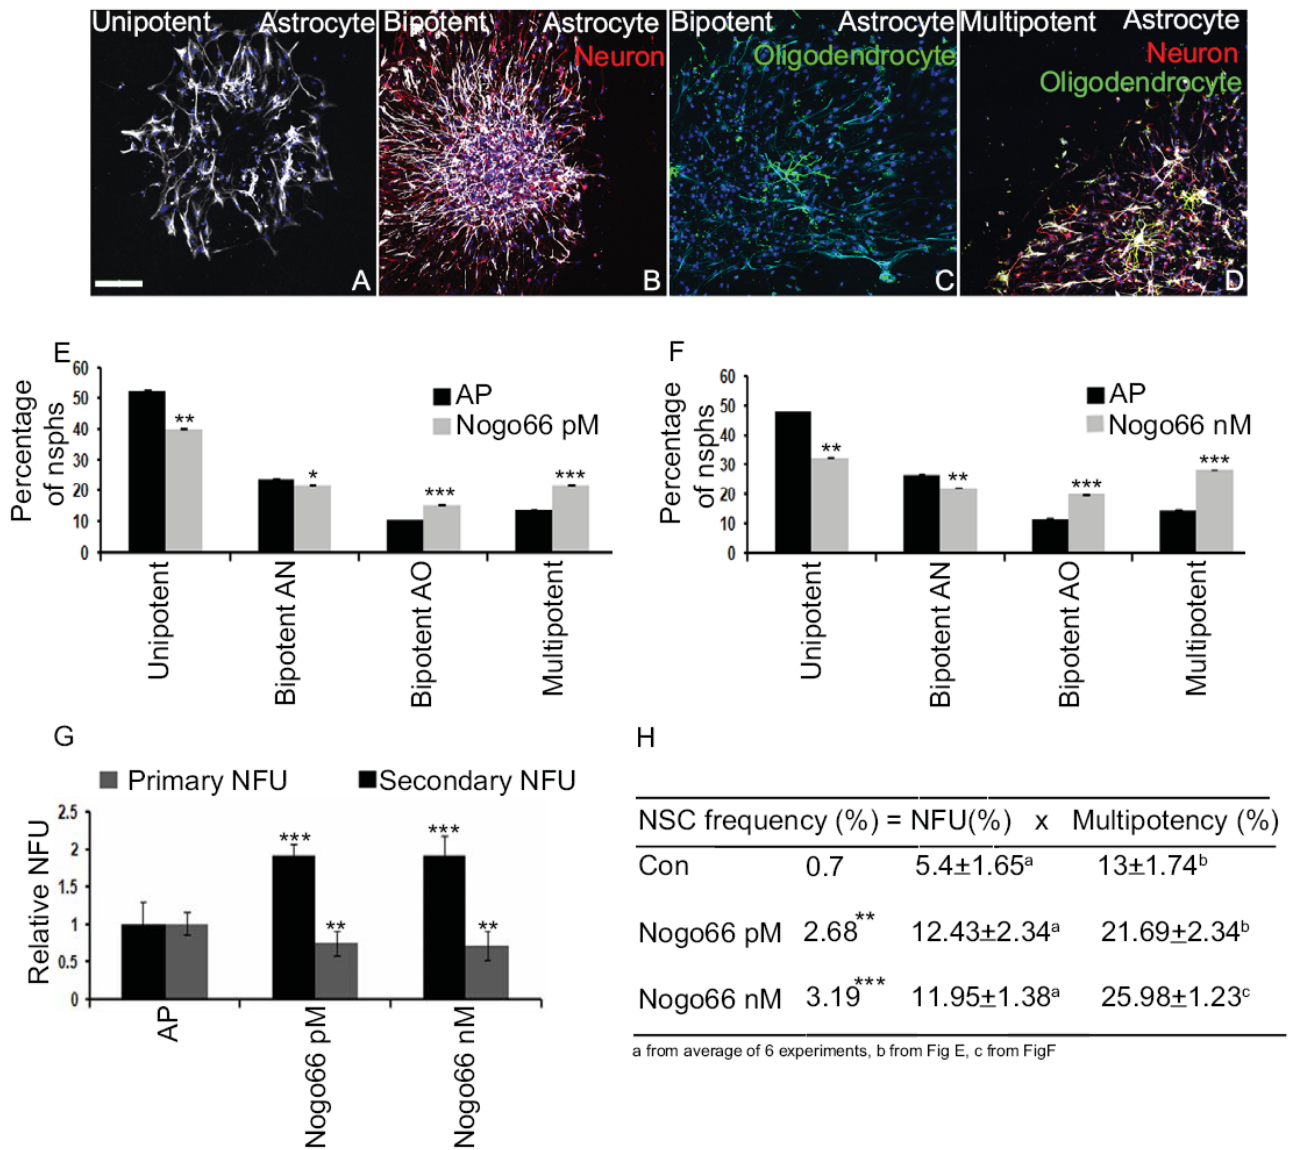 Unipotent Astrocyte
A
Bipotent Astrocyte
Neuron
B
Bipotent Astrocyte
Oligodendrocyte
C
Multipotent Astrocyte
Neuron
Oligodendrocyte
D
E
Percentage
of nsphs
60
50
40
30
20
10
0
AP
Nogo66 pM
**
*
***
***
Unipotent
Bipotent AN
Bipotent AO
Multipotent
F
Percentage
of nsphs
60
50
40
30
20
10
0
AP
Nogo66 nM
**
**
***
***
Unipotent
Bipotent AN
Bipotent AO
Multipotent
G
Primary NFU Secondary NFU
Relative NFU
2.5
2
1.5
1
0.5
0
***
**
***
**
AP
Nogo66 pM
Nogo66 nM
H
NSC frequency (%) = NFU(%) x Multipotency (%)
Con 0.7 5.4±1.65a 13±1.74b
Nogo66 pM 2.68** 12.43±2.34a 21.69±2.34b
Nogo66 nM 3.19*** 11.95±1.38a 25.98±1.23c
a from average of 6 experiments, b from Fig E, c from FigF